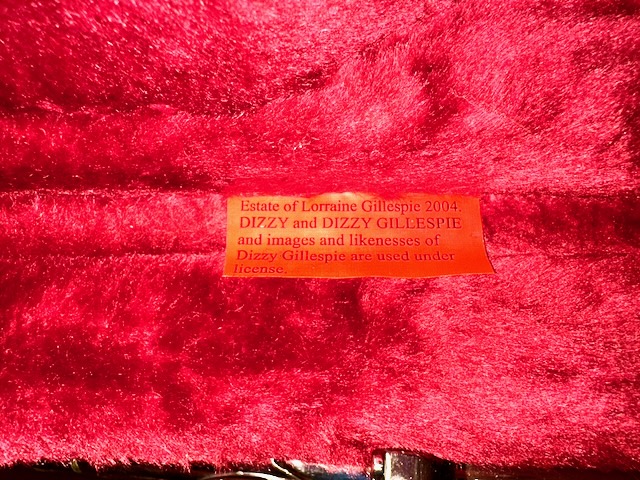 Estate of Lorraine Gillespie 2004.
DIZZY and DIZZY GILLESPIE
and images and likenesses of
Dizzy Gillespie are used under
license.